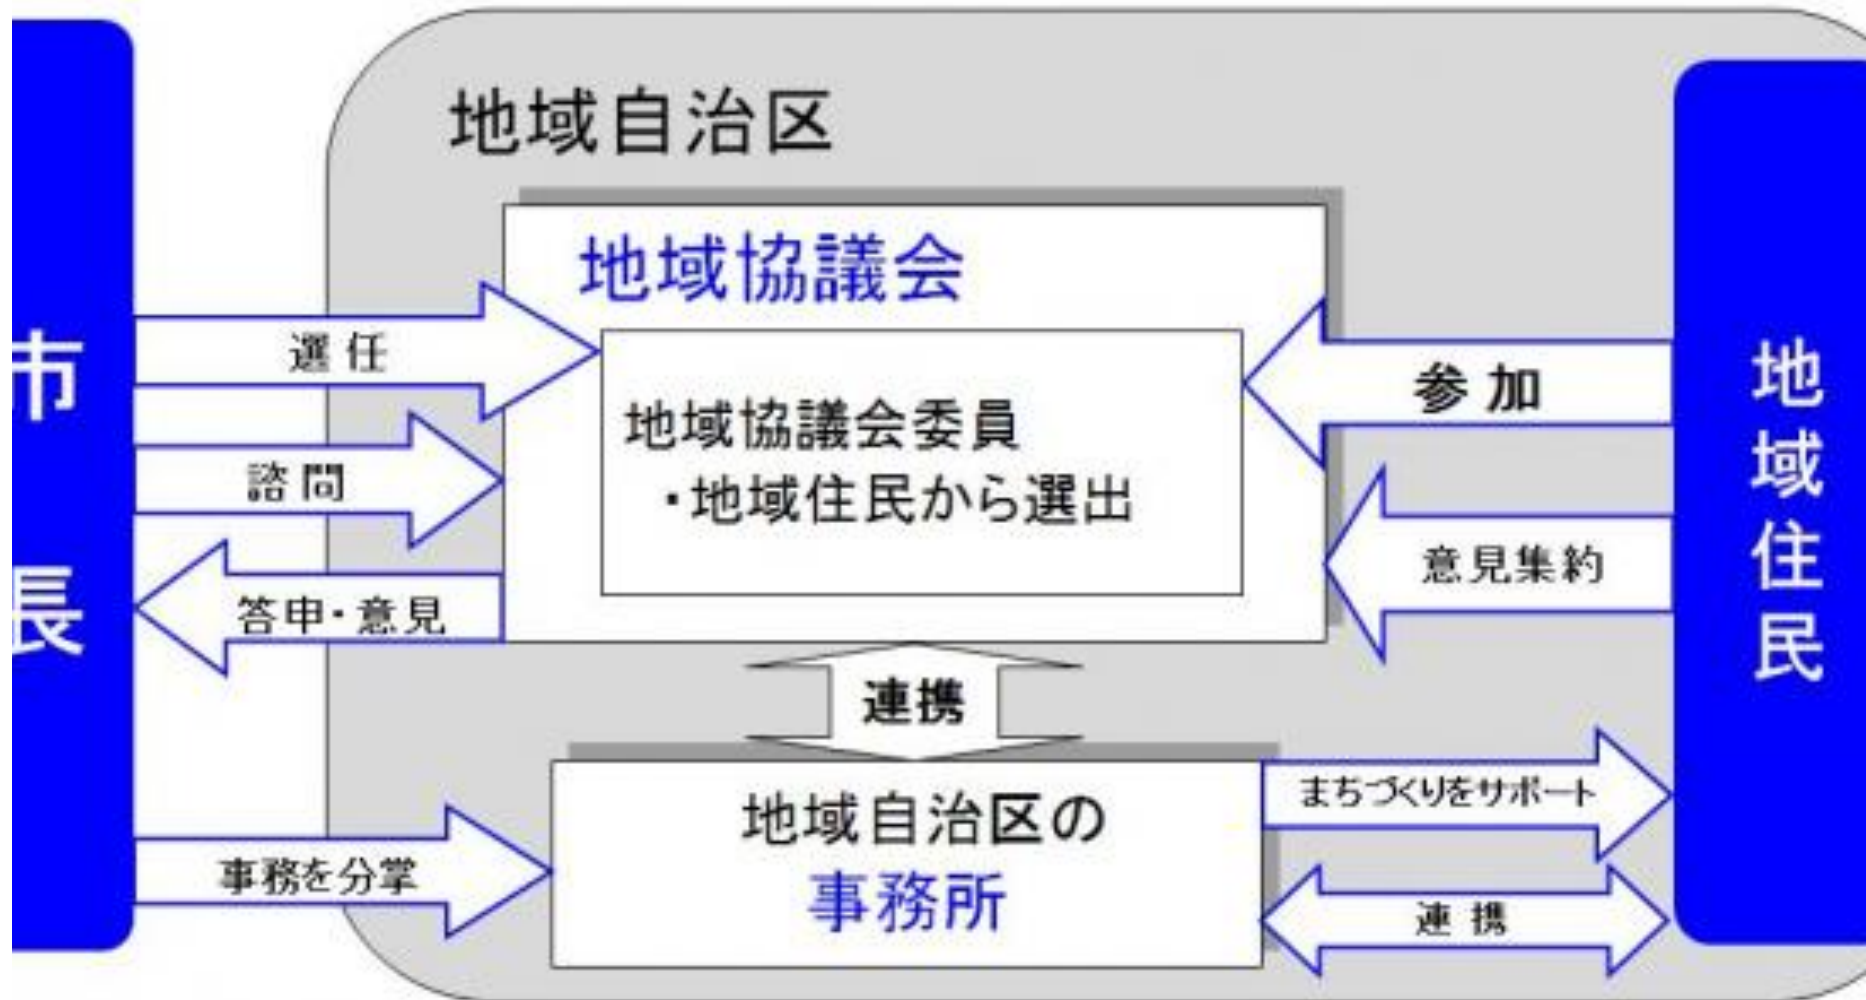 地域自治区
地域協議会
市長
選任
地域協議会委員
・地域住民から選出
諮問
答申・意見
参加
意見集約
地域住民
連携
地域自治区の
事務所
事務を分掌
まちづくりをサポート
連携